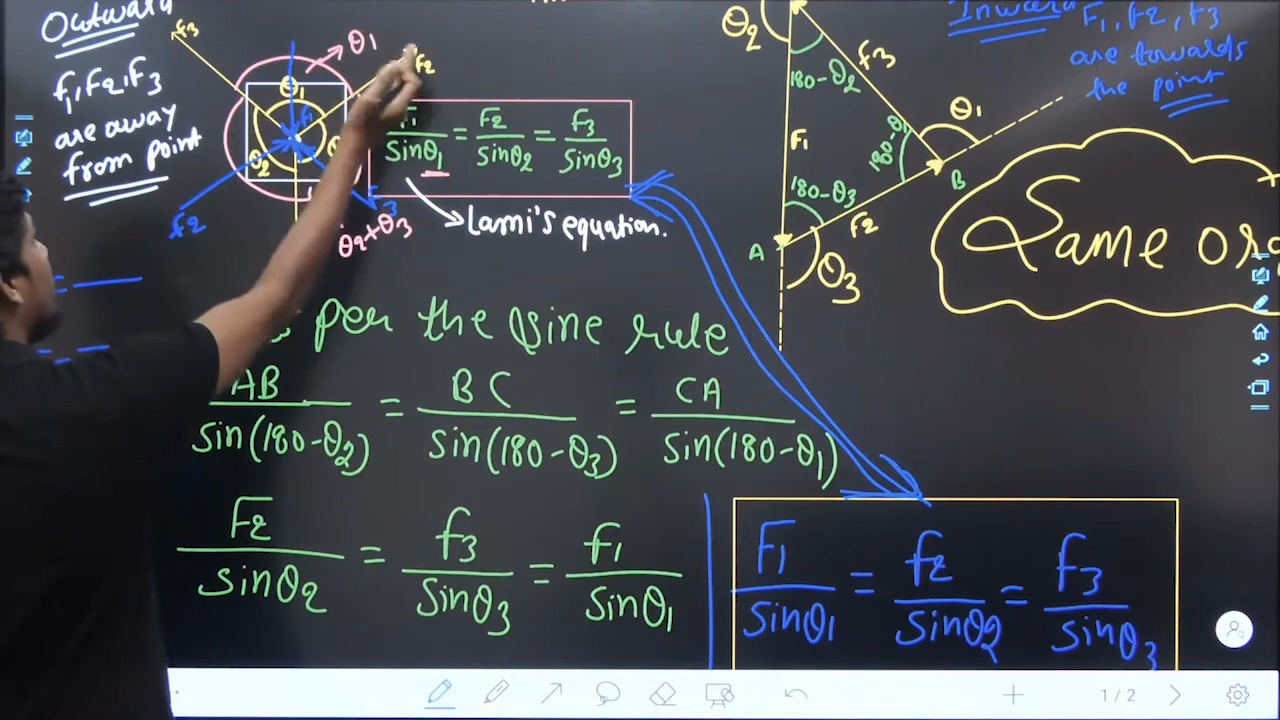 Outward
f1, F2, F3
are away
from point
f3
θ1
f2
θ1
f1
θ2
f2
θ2+θ3
F1/sinθ1 = F2/sinθ2 = F3/sinθ3
Lami's equation.
per the sine rule
AB/sin(180-θ2) = BC/sin(180-θ3) = CA/sin(180-θ1)
F2/sinθ2 = f3/sinθ3 = f1/sinθ1
θ2
180-θ2
f3
F1
θ1
180-θ
B
180-θ3
F2
A
θ3
Inward F1, F2, F3
are towards
the point
Same or
F1/sinθ1 = f2/sinθ2 = f3/sinθ3
1/2